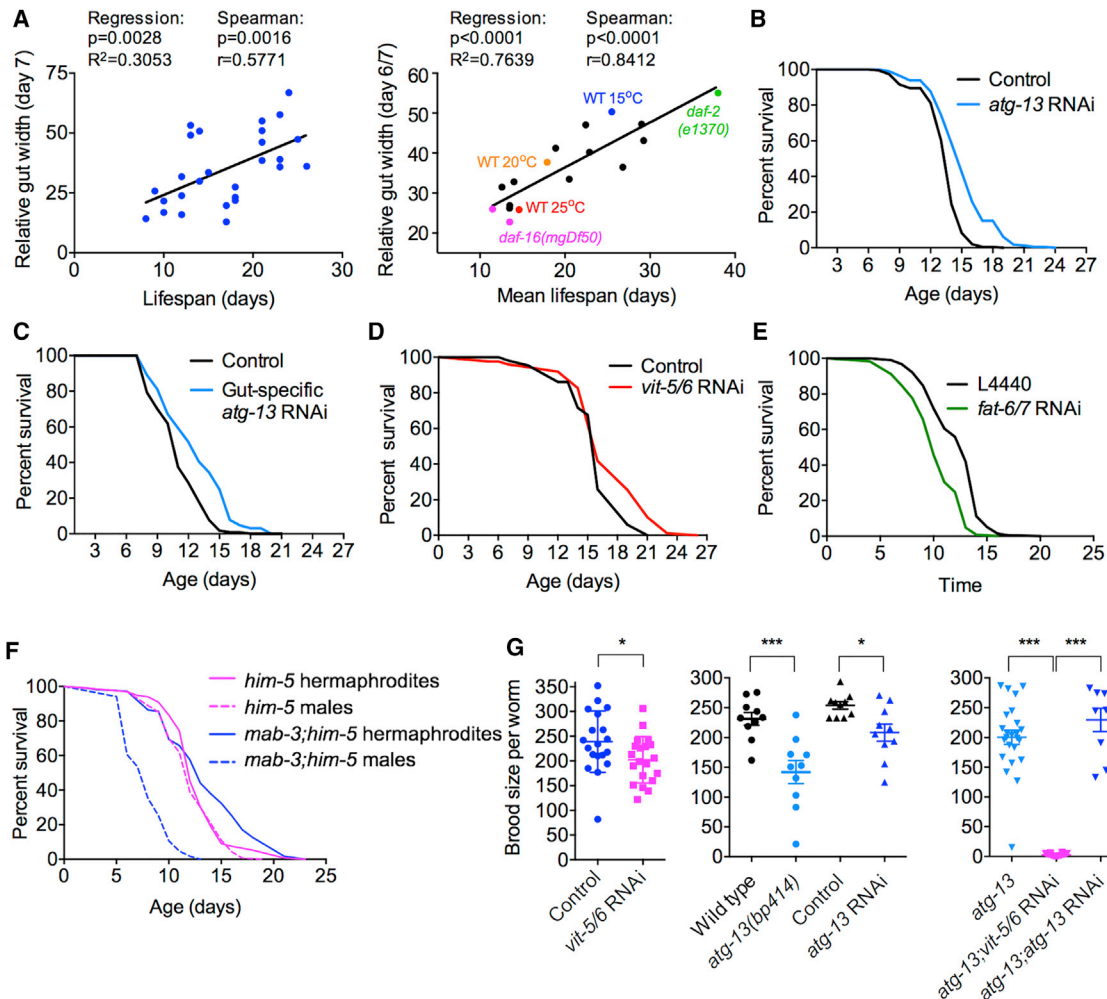 A
Regression:
p=0.0028
R²=0.3053
Spearman:
p=0.0016
r=0.5771
Relative gut width (day 7)
75
50
25
0
0 10 20 30
Lifespan (days)
Regression:
p<0.0001
R²=0.7639
Spearman:
p<0.0001
r=0.8412
Relative gut width (day 6/7)
60
50
40
30
20
WT 15°C
daf-2
(e1370)
WT 20°C
WT 25°C
daf-16(mgDf50)
10 20 30 40
Mean lifespan (days)
B
Percent survival
100
80
60
40
20
0
Control
atg-13 RNAi
3 6 9 12 15 18 21 24 27
Age (days)
C
Percent survival
100
80
60
40
20
0
Control
Gut-specific
atg-13 RNAi
3 6 9 12 15 18 21 24 27
Age (days)
D
Percent survival
100
80
60
40
20
0
Control
vit-5/6 RNAi
0 3 6 9 12 15 18 21 24 27
Age (days)
E
Percent survival
100
80
60
40
20
0
L4440
fat-6/7 RNAi
0 5 10 15 20 25
Time
F
Percent survival
100
80
60
40
20
0
him-5 hermaphrodites
him-5 males
mab-3;him-5 hermaphrodites
mab-3;him-5 males
0 5 10 15 20 25
Age (days)
G
Brood size per worm
*
350
300
250
200
150
100
50
0
Control
vit-5/6 RNAi
***
*
300
250
200
150
100
50
0
Wild type
atg-13(bp414)
Control
atg-13 RNAi
***
***
300
250
200
150
100
50
0
atg-13
atg-13;vit-5/6 RNAi
atg-13;atg-13 RNAi